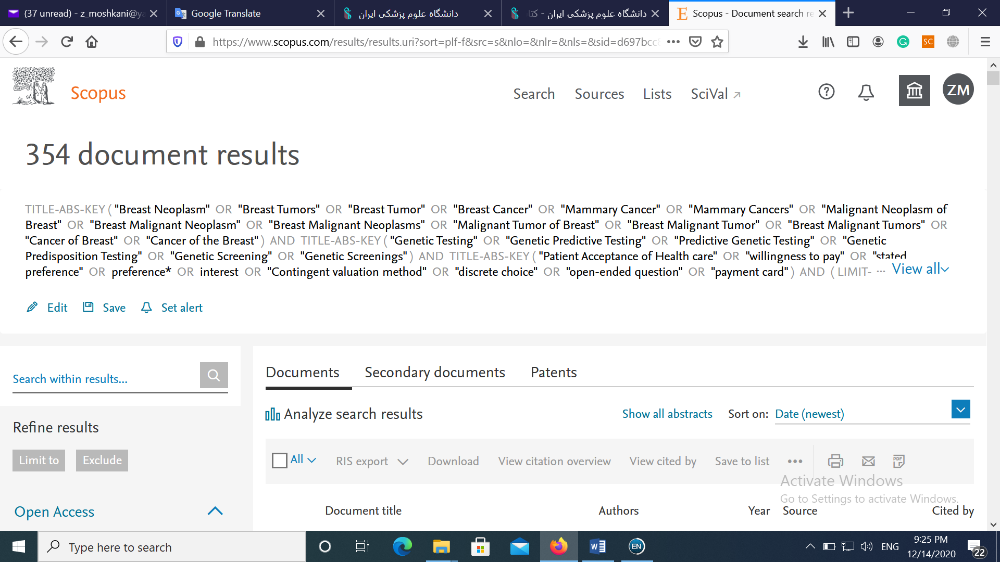 (37 unread) - z_moshkani@ya
Google Translate
دانشگاه علوم پزشکی ایران
دانشگاه علوم پزشکی ایران - کتا
Scopus - Document search re
https://www.scopus.com/results/results.uri?sort=plf-f&src=s&nlo=&nlr=&nls=&sid=d697bcc
SC
Scopus
Search
Sources
Lists
SciVal
ZM
354 document results
TITLE-ABS-KEY ( "Breast Neoplasm" OR "Breast Tumors" OR "Breast Tumor" OR "Breast Cancer" OR "Mammary Cancer" OR "Mammary Cancers" OR "Malignant Neoplasm of
Breast" OR "Breast Malignant Neoplasm" OR "Breast Malignant Neoplasms" OR "Malignant Tumor of Breast" OR "Breast Malignant Tumor" OR "Breast Malignant Tumors" OR
"Cancer of Breast" OR "Cancer of the Breast" ) AND TITLE-ABS-KEY ( "Genetic Testing" OR "Genetic Predictive Testing" OR "Predictive Genetic Testing" OR "Genetic
Predisposition Testing" OR "Genetic Screening" OR "Genetic Screenings" ) AND TITLE-ABS-KEY ( "Patient Acceptance of Health care" OR "willingness to pay" OR "stated
preference" OR preference* OR interest OR "Contingent valuation method" OR "discrete choice" OR "open-ended question" OR "payment card" ) AND ( LIMIT- ... View all
Edit
Save
Set alert
Search within results...
Documents
Secondary documents
Patents
Analyze search results
Show all abstracts
Sort on:
Date (newest)
Refine results
Limit to
Exclude
All
RIS export
Download
View citation overview
View cited by
Save to list
•••
PDF
Activate Windows
Go to Settings to activate Windows.
Open Access
Document title
Authors
Year
Source
Cited by
Type here to search
EN
ENG
9:25 PM
12/14/2020
22